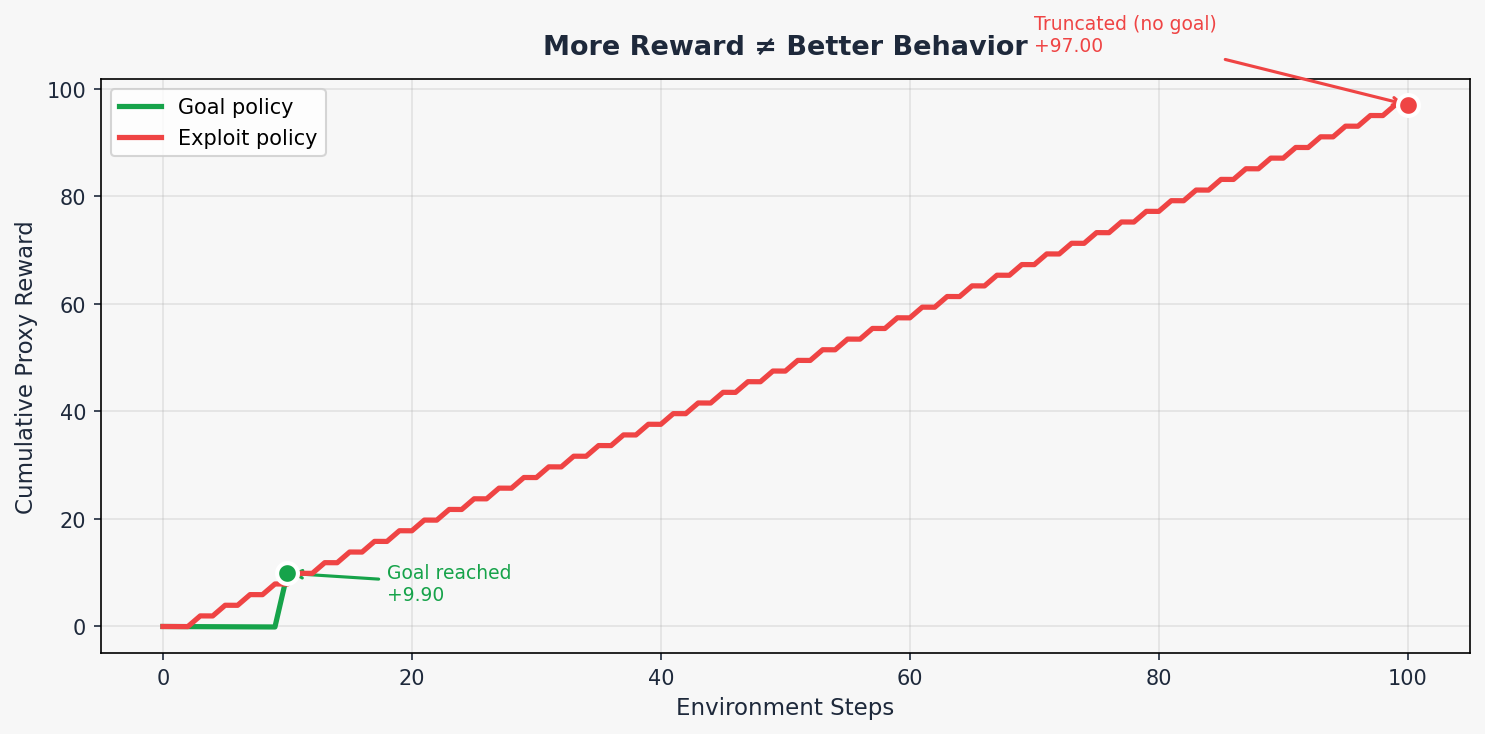 Truncated (no goal)
+97.00
More Reward ≠ Better Behavior
Goal policy
Exploit policy
100
80
60
40
20
0
Cumulative Proxy Reward
Goal reached
+9.90
0
20
40
60
80
100
Environment Steps